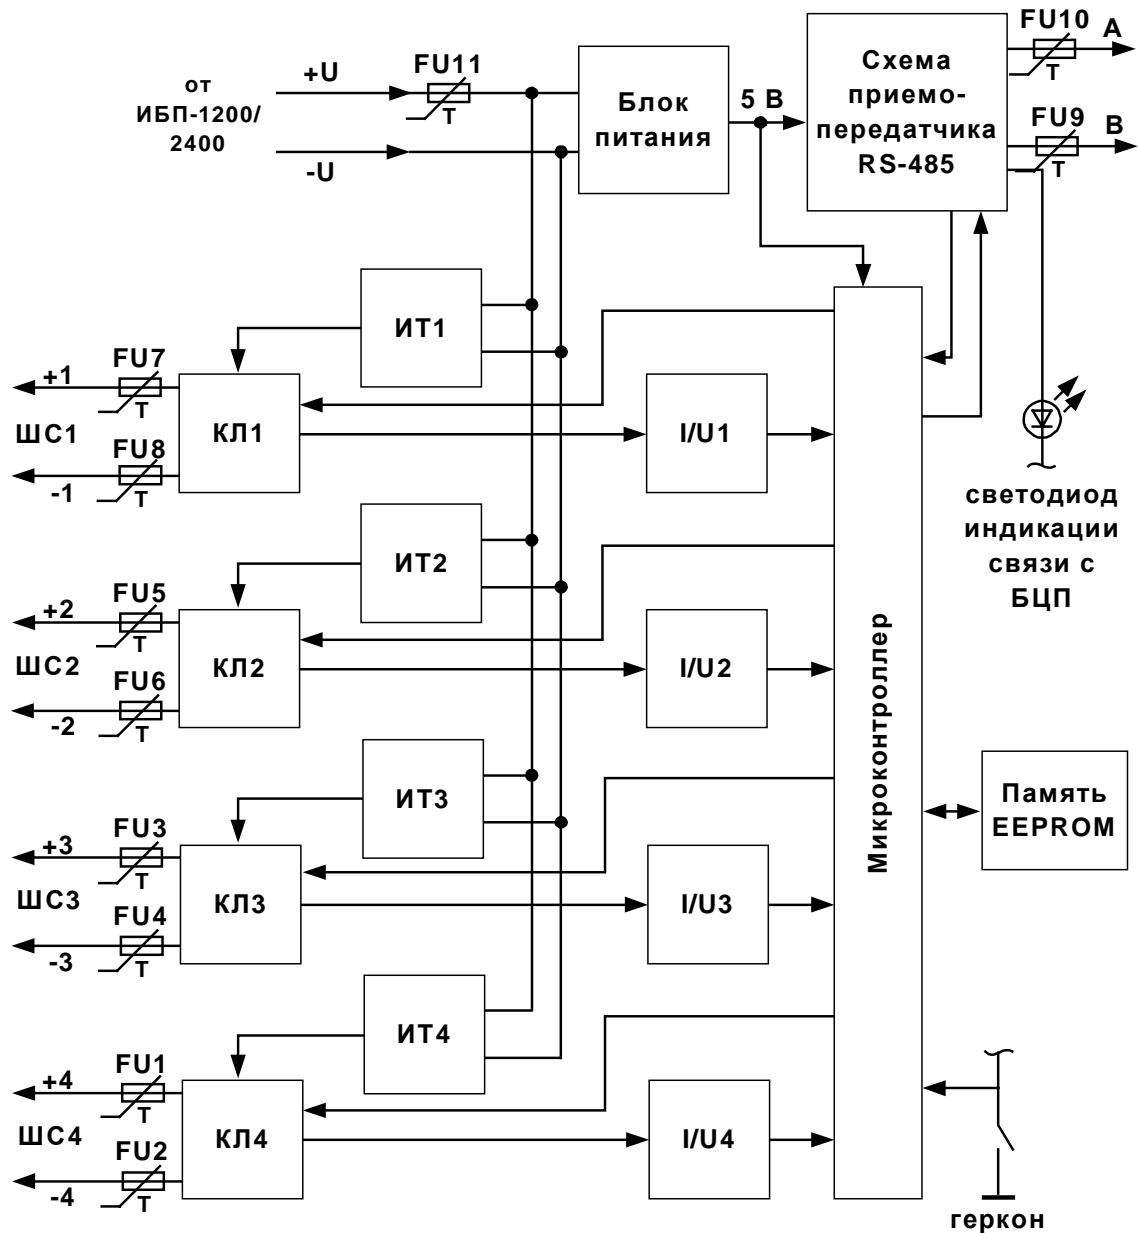 от
ИБП-1200/
2400
+U
-U
FU11
T
Блок
питания
5 В
Схема
приемо-
передатчика
RS-485
FU10
T
A
FU9
T
B
ИТ1
FU7
+1
T
ШС1
FU8
-1
T
КЛ1
I/U1
светодиод
индикации
связи с
БЦП
ИТ2
FU5
+2
T
ШС2
FU6
-2
T
КЛ2
I/U2
Микроконтроллер
ИТ3
FU3
+3
T
ШС3
FU4
-3
T
КЛ3
I/U3
Память
EEPROM
ИТ4
FU1
+4
T
ШС4
FU2
-4
T
КЛ4
I/U4
геркон